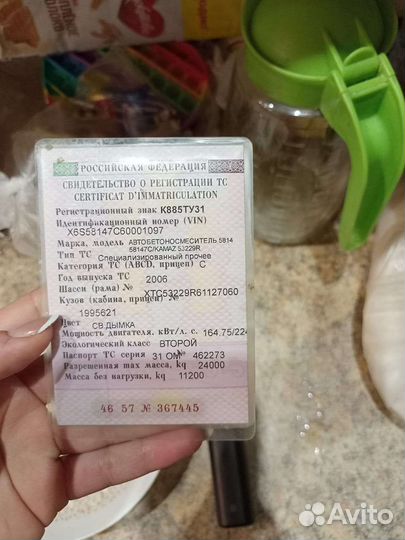 РОССИЙСКАЯ ФЕДЕРАЦИЯ
СВИДЕТЕЛЬСТВО О РЕГИСТРАЦИИ ТС
CERTIFICAT D'IMMATRICULATION
Регистрационный знак К885ТУ31
Идентификационный номер (VIN)
X6S58147C60001097
Марка, модель АВТОБЕТОНОСМЕСИТЕЛЬ 5814
58147C/KAMAZ 53229R
Тип ТС Специализированный прочее
Категория ТС (ABCD, прицеп) C
Год выпуска ТС 2006
Шасси (рама) № XTC53229R61127060
Кузов (кабина, прицеп) №
1995621
Цвет СВ.ДЫМКА
Мощность двигателя, кВт/л. с. 164.75/224
Экологический класс ВТОРОЙ
Паспорт ТС серия 31 ОМ № 462273
Разрешенная max масса, kg 24000
Масса без нагрузки, kg 11200
46 57 № 367445
Avito